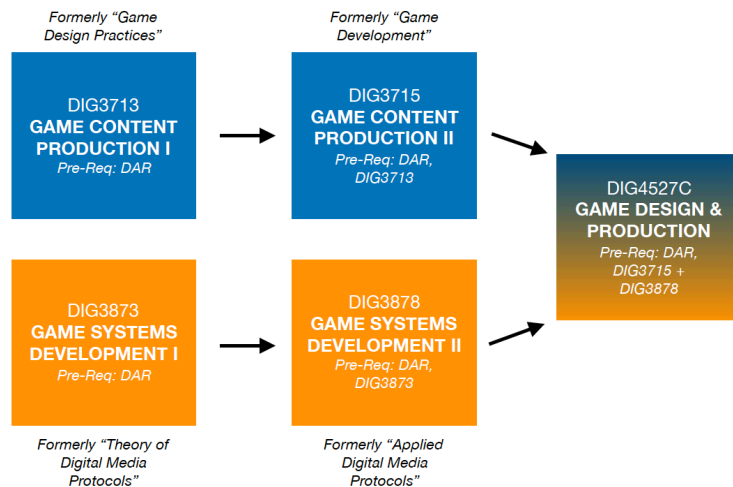 Formerly “Game
Design Practices”
DIG3713
GAME CONTENT
PRODUCTION I
Pre-Req: DAR
Formerly “Game
Development”
DIG3715
GAME CONTENT
PRODUCTION II
Pre-Req: DAR,
DIG3713
DIG4527C
GAME DESIGN &
PRODUCTION
Pre-Req: DAR,
DIG3715 +
DIG3878
DIG3873
GAME SYSTEMS
DEVELOPMENT I
Pre-Req: DAR
Formerly “Theory of
Digital Media
Protocols”
DIG3878
GAME SYSTEMS
DEVELOPMENT II
Pre-Req: DAR,
DIG3873
Formerly “Applied
Digital Media
Protocols”